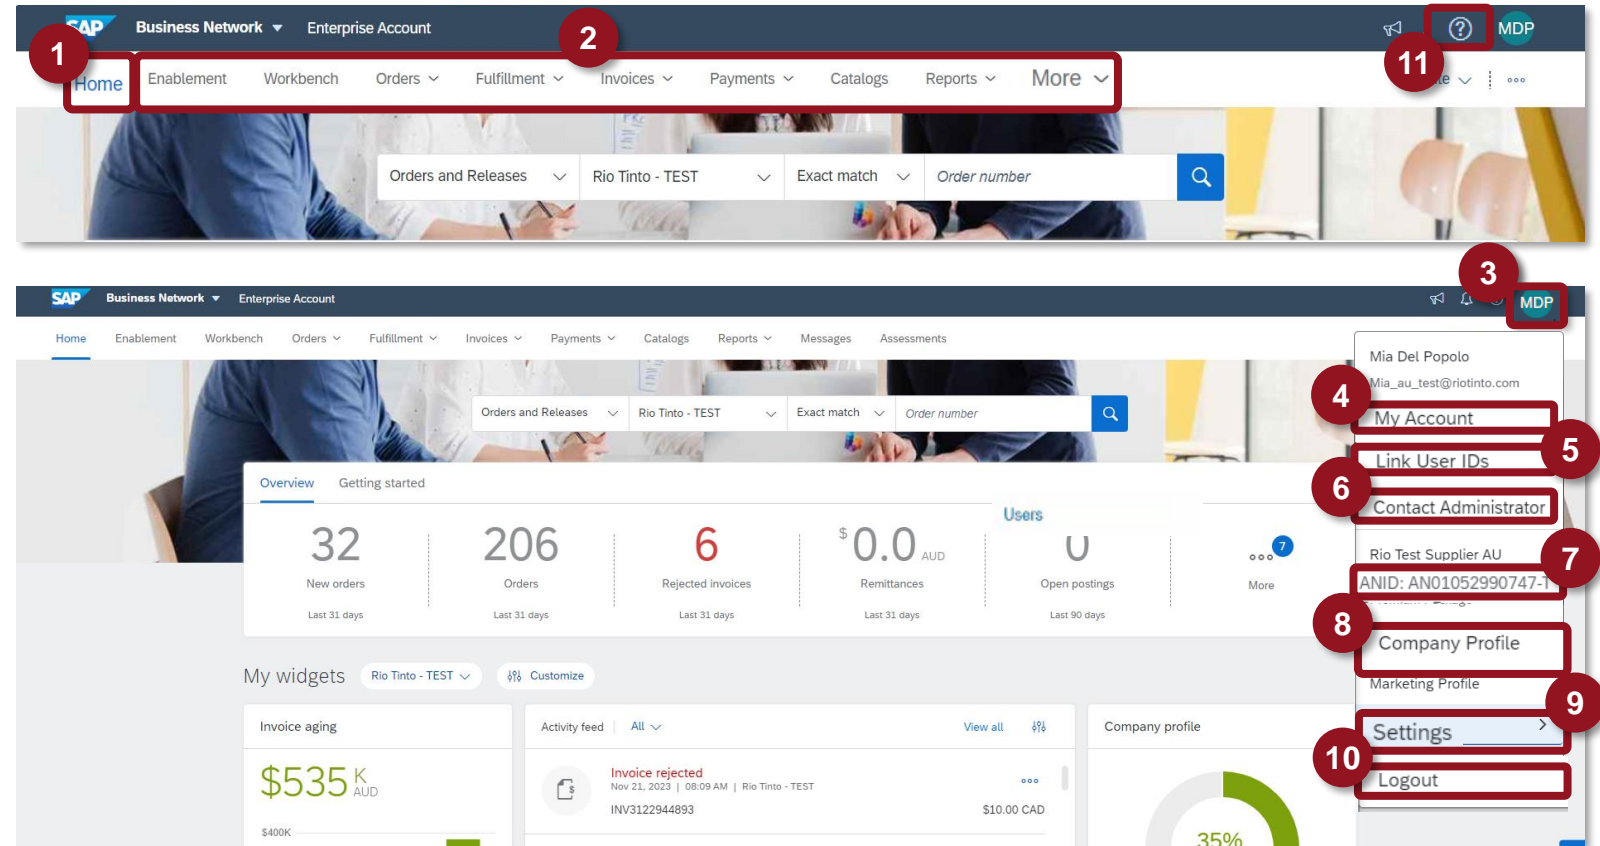 SAP Business Network Enterprise Account MDP
1 2 11
Home Enablement Workbench Orders Fulfillment Invoices Payments Catalogs Reports More
Orders and Releases Rio Tinto - TEST Exact match Order number
3
SAP Business Network Enterprise Account MDP
Home Enablement Workbench Orders Fulfillment Invoices Payments Catalogs Reports Messages Assessments
Mia Del Popolo
Mia_au_test@riotinto.com
Orders and Releases Rio Tinto - TEST Exact match Order number
4 My Account
5 Link User IDs
6 Contact Administrator
Overview Getting started
Users
32 206 6 $0.0 AUD 0 7
New orders Orders Rejected invoices Remittances Open postings More
Last 31 days Last 31 days Last 31 days Last 31 days Last 90 days
Rio Test Supplier AU
7 ANID: AN01052990747-T
8 Company Profile
Marketing Profile
9 Settings
10 Logout
My widgets Rio Tinto - TEST Customize
Invoice aging
$535 K AUD
$400K
Activity feed All View all
Invoice rejected
Nov 21, 2023 | 08:09 AM | Rio Tinto - TEST
INV3122944893 $10.00 CAD
Company profile
35%